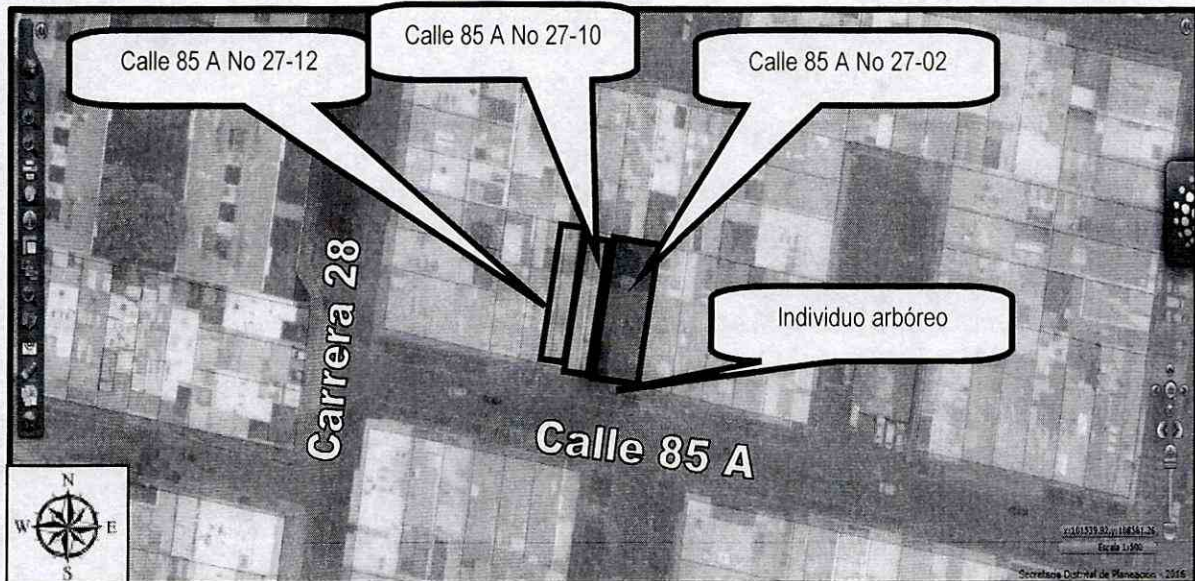 Calle 85 A No 27-12
Calle 85 A No 27-10
Calle 85 A No 27-02
Individuo arbóreo
Carrera 28
Calle 85 A
N
W E
S
Escala 1:500
Secretaria Distrital de Planeación - 2016